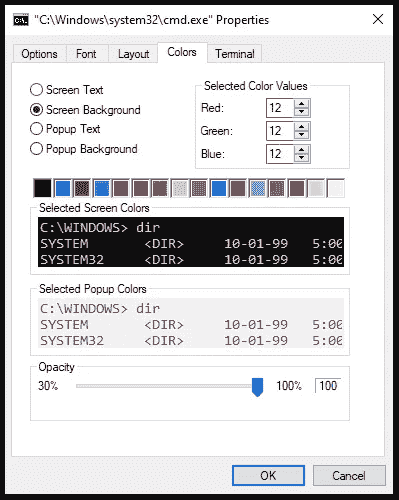 "C:\Windows\system32\cmd.exe" Properties
Options Font Layout Colors Terminal
Screen Text
Screen Background
Popup Text
Popup Background
Selected Color Values
Red: 12
Green: 12
Blue: 12
Selected Screen Colors
C:\WINDOWS> dir
SYSTEM <DIR> 10-01-99 5:00
SYSTEM32 <DIR> 10-01-99 5:00
Selected Popup Colors
C:\WINDOWS> dir
SYSTEM <DIR> 10-01-99 5:00
SYSTEM32 <DIR> 10-01-99 5:00
Opacity
30% 100% 100
OK Cancel